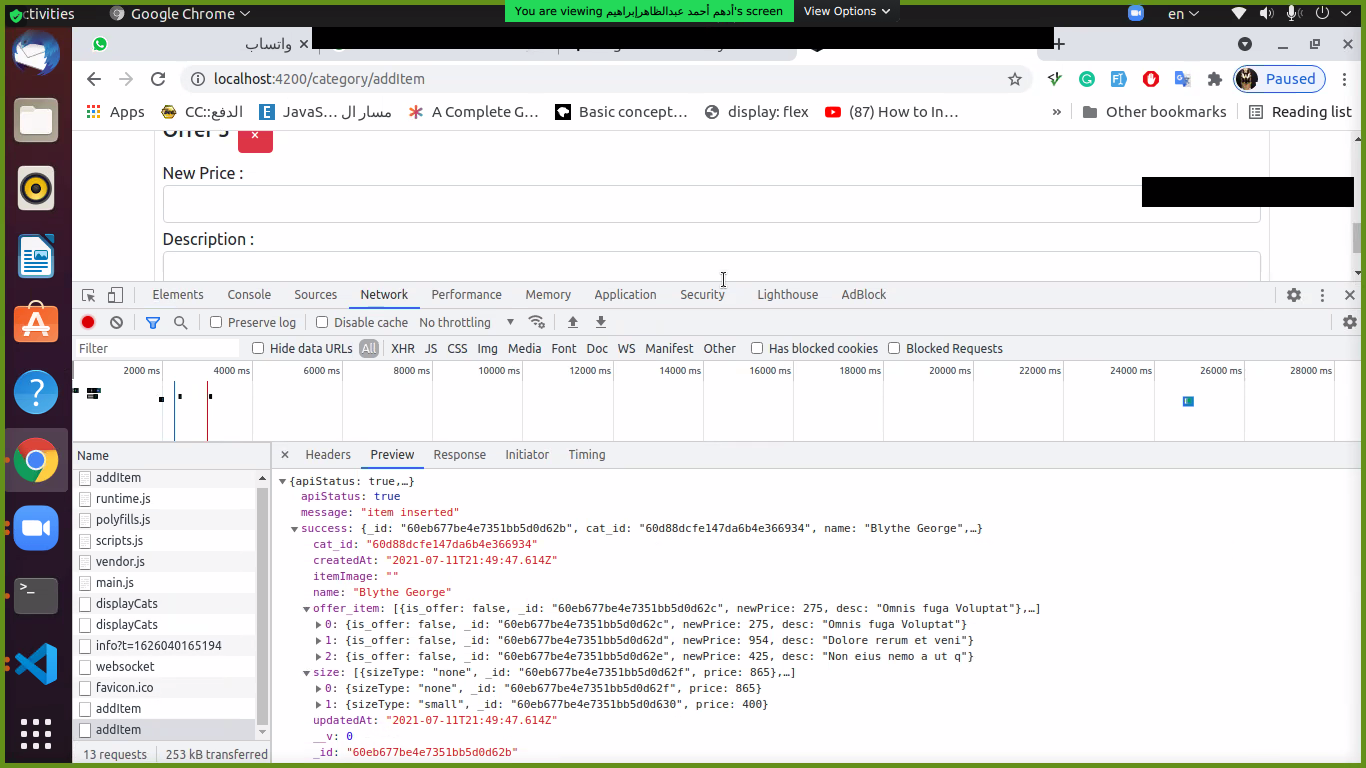 ctivities
Google Chrome
You are viewing أدهم أحمد عبدالظاهرإبراهيم's screen
View Options
en
واتساب
localhost:4200/category/addItem
Paused
Apps
الدفع::CC
JavaS… مسار ال
A Complete G…
Basic concept…
display: flex
(87) How to In…
»
Other bookmarks
Reading list
Offer 3
×
New Price :
Description :
Elements
Console
Sources
Network
Performance
Memory
Application
Security
Lighthouse
AdBlock
Preserve log
Disable cache
No throttling
Filter
Hide data URLs
All
XHR
JS
CSS
Img
Media
Font
Doc
WS
Manifest
Other
Has blocked cookies
Blocked Requests
2000 ms
4000 ms
6000 ms
8000 ms
10000 ms
12000 ms
14000 ms
16000 ms
18000 ms
20000 ms
22000 ms
24000 ms
26000 ms
28000 ms
Name
addItem
runtime.js
polyfills.js
scripts.js
vendor.js
main.js
displayCats
displayCats
info?t=1626040165194
websocket
favicon.ico
addItem
addItem
13 requests
253 kB transferred
Headers
Preview
Response
Initiator
Timing
{apiStatus: true,…}
apiStatus: true
message: "item inserted"
success: {_id: "60eb677be4e7351bb5d0d62b", cat_id: "60d88dcfe147da6b4e366934", name: "Blythe George",…}
cat_id: "60d88dcfe147da6b4e366934"
createdAt: "2021-07-11T21:49:47.614Z"
itemImage: ""
name: "Blythe George"
offer_item: [{is_offer: false, _id: "60eb677be4e7351bb5d0d62c", newPrice: 275, desc: "Omnis fuga Voluptat"},…]
0: {is_offer: false, _id: "60eb677be4e7351bb5d0d62c", newPrice: 275, desc: "Omnis fuga Voluptat"}
1: {is_offer: false, _id: "60eb677be4e7351bb5d0d62d", newPrice: 954, desc: "Dolore rerum et veni"}
2: {is_offer: false, _id: "60eb677be4e7351bb5d0d62e", newPrice: 425, desc: "Non eius nemo a ut q"}
size: [{sizeType: "none", _id: "60eb677be4e7351bb5d0d62f", price: 865},…]
0: {sizeType: "none", _id: "60eb677be4e7351bb5d0d62f", price: 865}
1: {sizeType: "small", _id: "60eb677be4e7351bb5d0d630", price: 400}
updatedAt: "2021-07-11T21:49:47.614Z"
__v: 0
_id: "60eb677be4e7351bb5d0d62b"